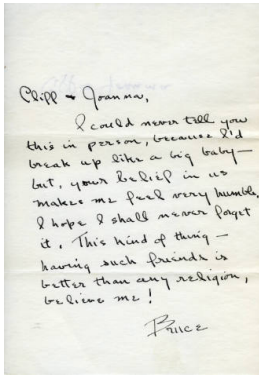 Cliff + Joanna,
I could never tell you
this in person, because I'd
break up like a big baby—
but, your belief in us
makes me feel very humble,
I hope I shall never forget
it. This kind of thing —
having such friends is
better than any religion,
believe me!
Bruce